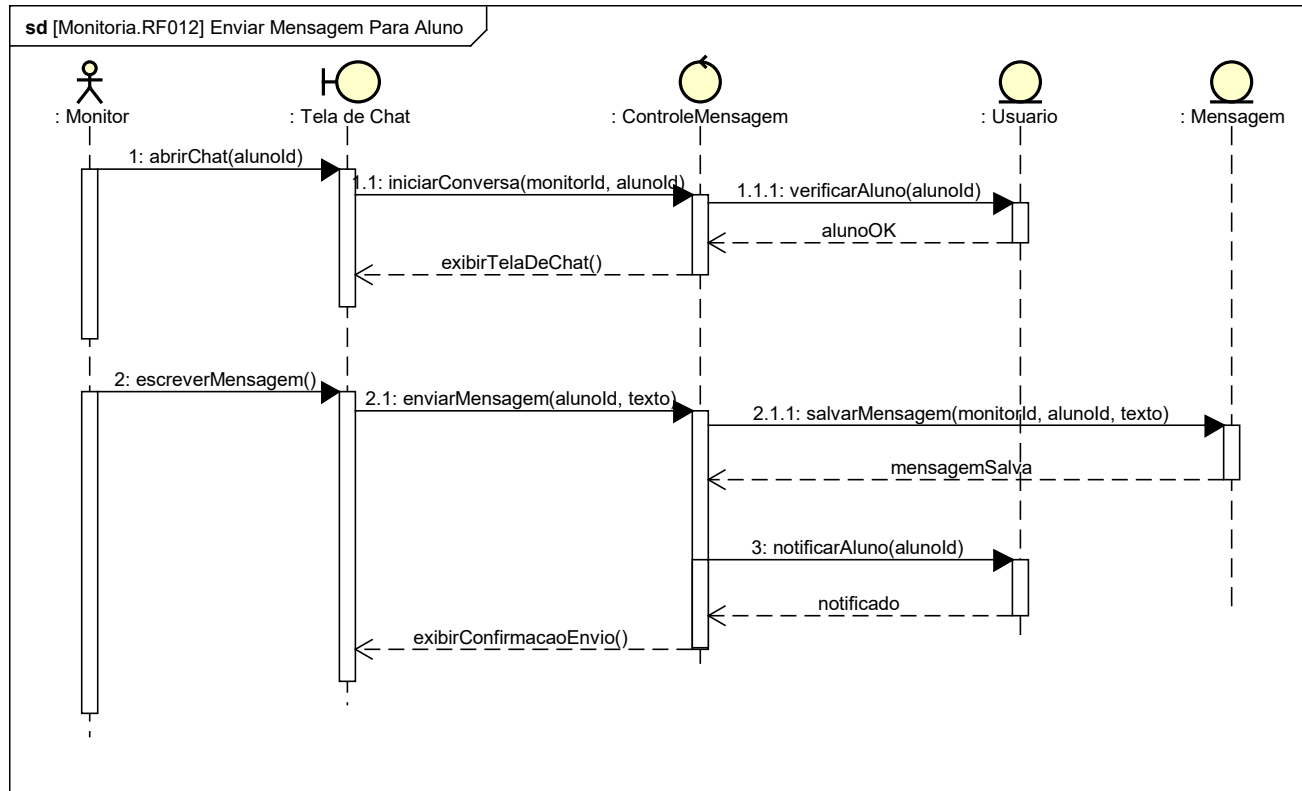 sd [Monitoria.RF012] Enviar Mensagem Para Aluno
: Monitor
: Tela de Chat
: ControleMensagem
: Usuario
: Mensagem
1: abrirChat(alunoId)
1.1: iniciarConversa(monitorId, alunoId)
1.1.1: verificarAluno(alunoId)
alunoOK
exibirTelaDeChat()
2: escreverMensagem()
2.1: enviarMensagem(alunoId, texto)
2.1.1: salvarMensagem(monitorId, alunoId, texto)
mensagemSalva
3: notificarAluno(alunoId)
notificado
exibirConfirmacaoEnvio()